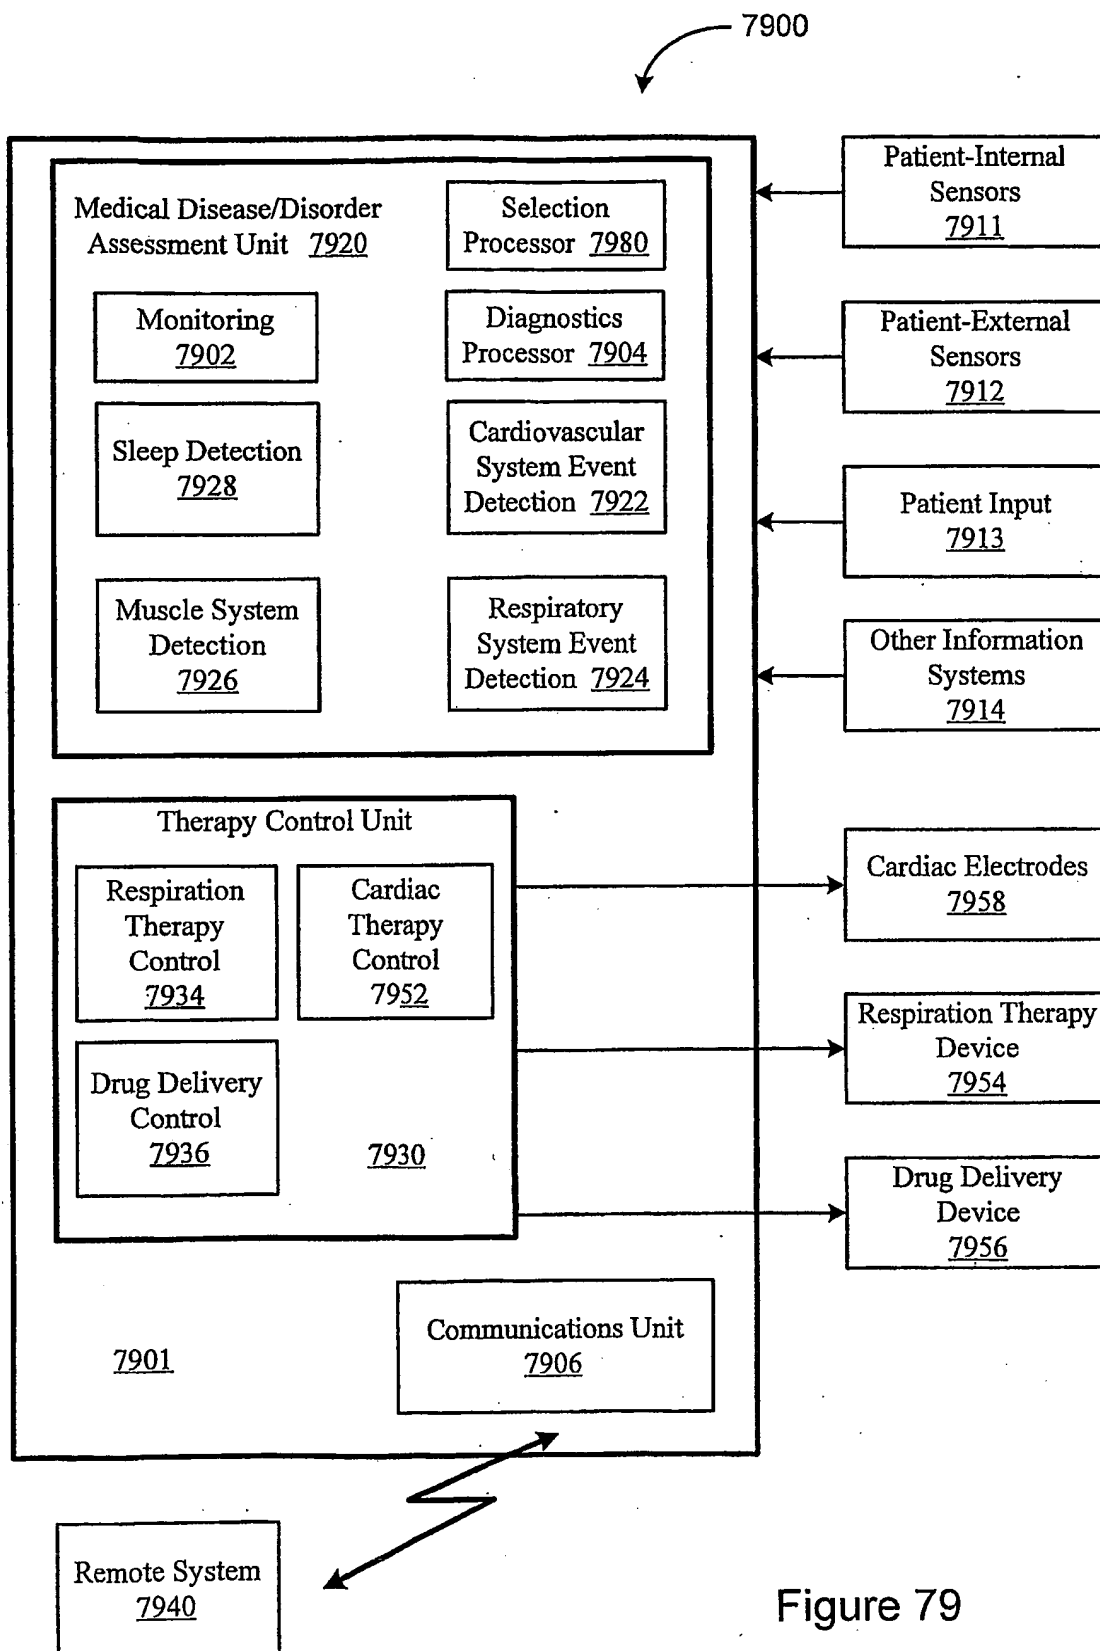 7900
Medical Disease/Disorder
Assessment Unit 7920
Selection
Processor 7980
Monitoring
7902
Diagnostics
Processor 7904
Sleep Detection
7928
Cardiovascular
System Event
Detection 7922
Muscle System
Detection
7926
Respiratory
System Event
Detection 7924
Patient-Internal
Sensors
7911
Patient-External
Sensors
7912
Patient Input
7913
Other Information
Systems
7914
Therapy Control Unit
Respiration
Therapy
Control
7934
Cardiac
Therapy
Control
7952
Drug Delivery
Control
7936
7930
Cardiac Electrodes
7958
Respiration Therapy
Device
7954
Drug Delivery
Device
7956
7901
Communications Unit
7906
Remote System
7940
Figure 79